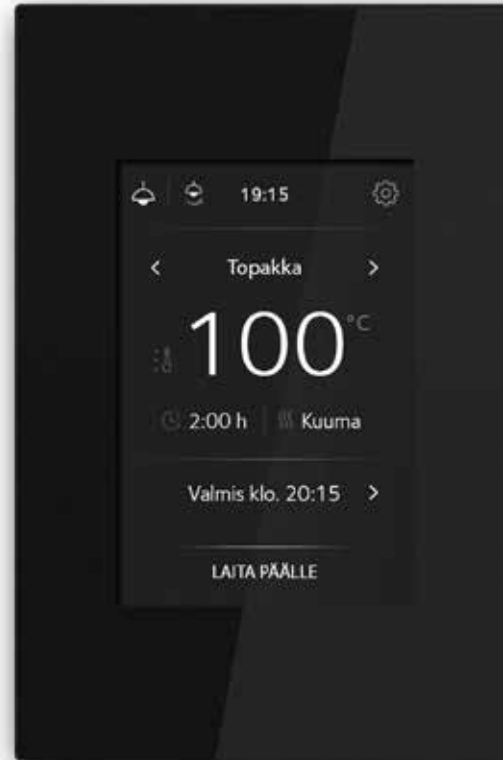 19:15
Topakka
100 °C
2:00 h Kuuma
Valmis klo. 20:15
LAITA PÄÄLLE